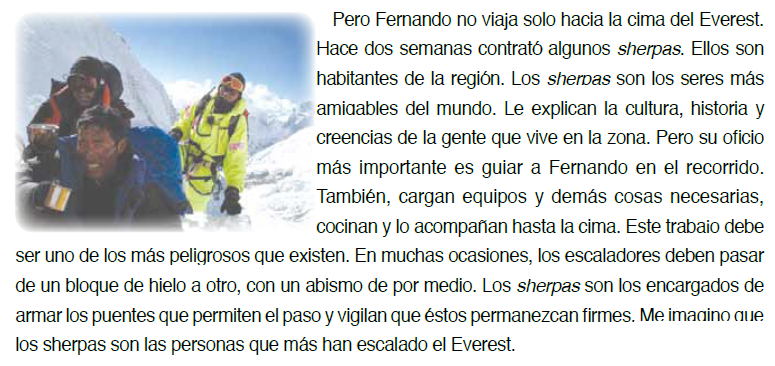 Pero Fernando no viaja solo hacia la cima del Everest.
Hace dos semanas contrató algunos sherpas. Ellos son
habitantes de la región. Los sherpas son los seres más
amigables del mundo. Le explican la cultura, historia y
creencias de la gente que vive en la zona. Pero su oficio
más importante es guiar a Fernando en el recorrido.
También, cargan equipos y demás cosas necesarias,
cocinan y lo acompañan hasta la cima. Este trabajo debe
ser uno de los más peligrosos que existen. En muchas ocasiones, los escaladores deben pasar
de un bloque de hielo a otro, con un abismo de por medio. Los sherpas son los encargados de
armar los puentes que permiten el paso y vigilan que éstos permanezcan firmes. Me imagino que
los sherpas son las personas que más han escalado el Everest.